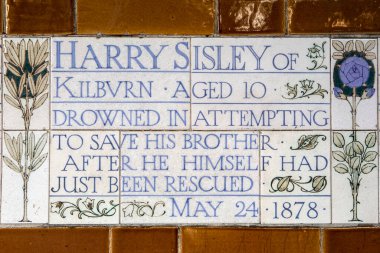 HARRY SISLEY OF
KILBVRN · AGED 10 ·
DROWNED IN ATTEMPTING
TO SAVE HIS BROTHER
AFTER HE HIMSELF HAD
JUST BEEN RESCUED
MAY 24 · 1878 ·